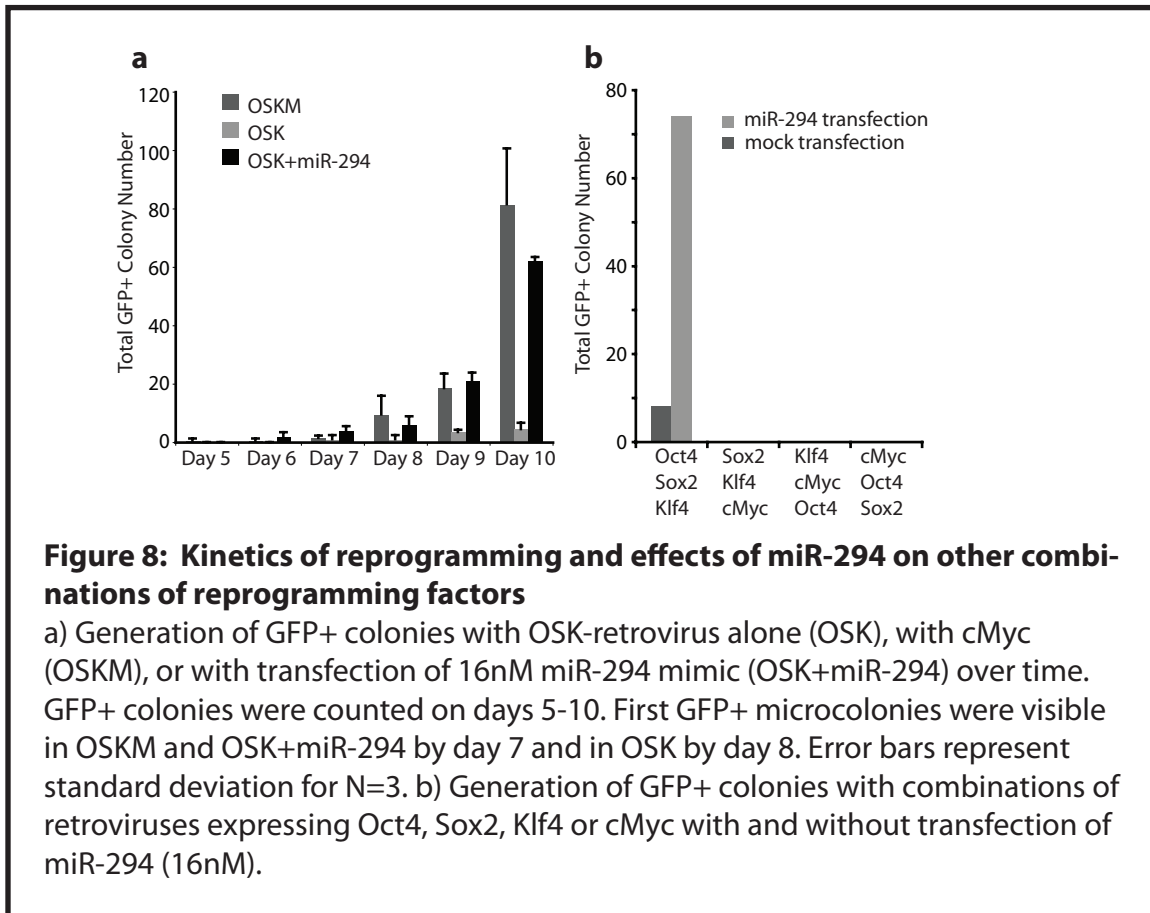 a
120
100
80
60
40
20
0
Total GFP+ Colony Number
OSKM
OSK
OSK+miR-294
Day 5 Day 6 Day 7 Day 8 Day 9 Day 10
b
80
60
40
20
0
Total GFP+ Colony Number
miR-294 transfection
mock transfection
Oct4 Sox2 Klf4 cMyc
Sox2 Klf4 cMyc Oct4
Klf4 cMyc Oct4 Sox2
Figure 8: Kinetics of reprogramming and effects of miR-294 on other combi-
nations of reprogramming factors
a) Generation of GFP+ colonies with OSK-retrovirus alone (OSK), with cMyc
(OSKM), or with transfection of 16nM miR-294 mimic (OSK+miR-294) over time.
GFP+ colonies were counted on days 5-10. First GFP+ microcolonies were visible
in OSKM and OSK+miR-294 by day 7 and in OSK by day 8. Error bars represent
standard deviation for N=3. b) Generation of GFP+ colonies with combinations of
retroviruses expressing Oct4, Sox2, Klf4 or cMyc with and without transfection of
miR-294 (16nM).